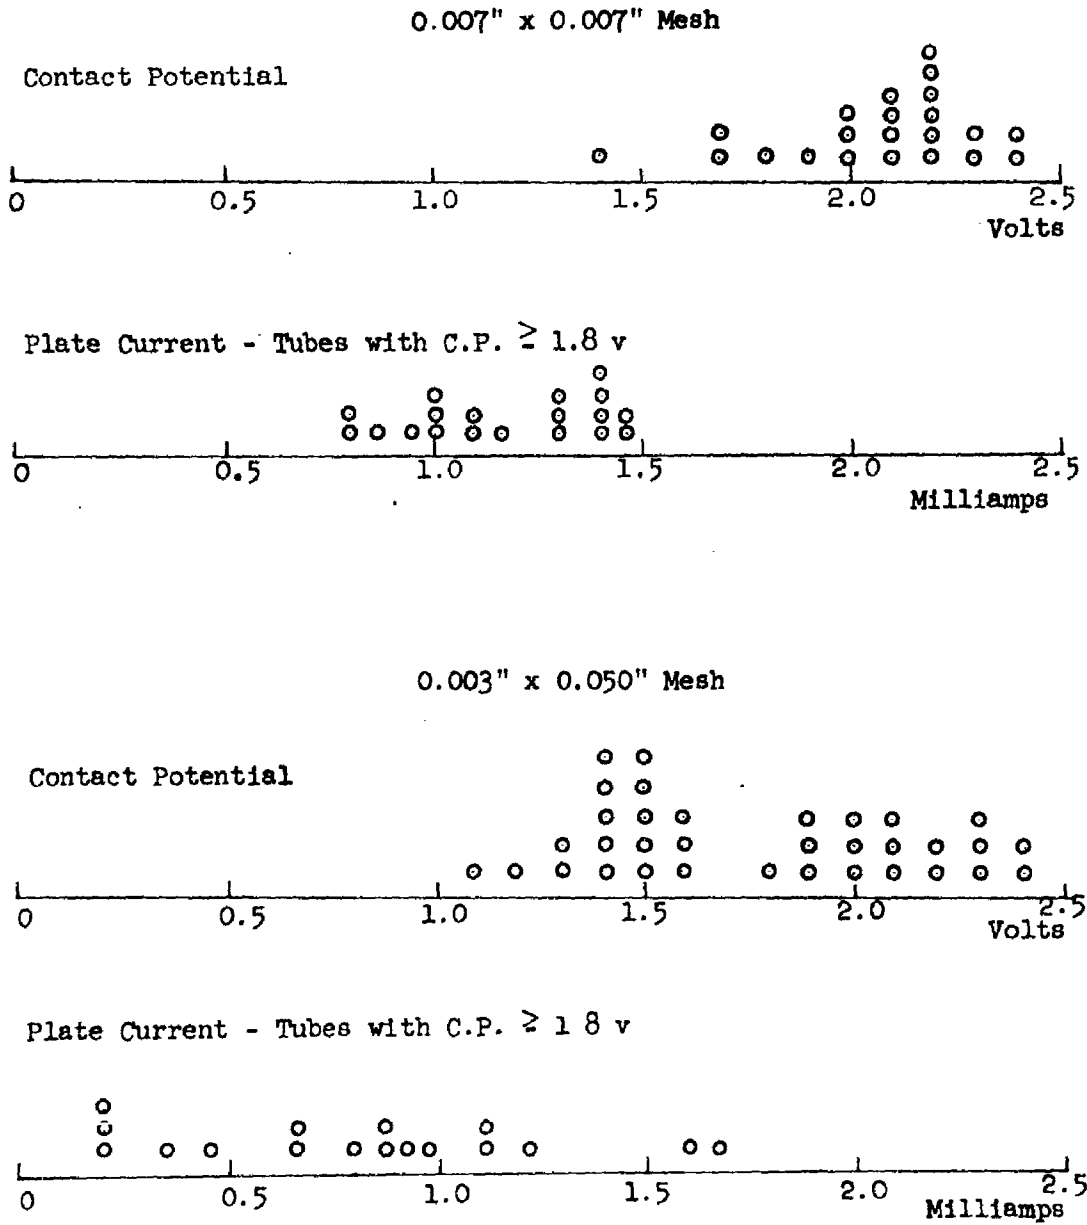 0.007" x 0.007" Mesh
Contact Potential
0 0.5 1.0 1.5 2.0 2.5
Volts
Plate Current - Tubes with C.P. ≥ 1.8 v
0 0.5 1.0 1.5 2.0 2.5
Milliamps
0.003" x 0.050" Mesh
Contact Potential
0 0.5 1.0 1.5 2.0 2.5
Volts
Plate Current - Tubes with C.P. ≥ 1 8 v
0 0.5 1.0 1.5 2.0 2.5
Milliamps